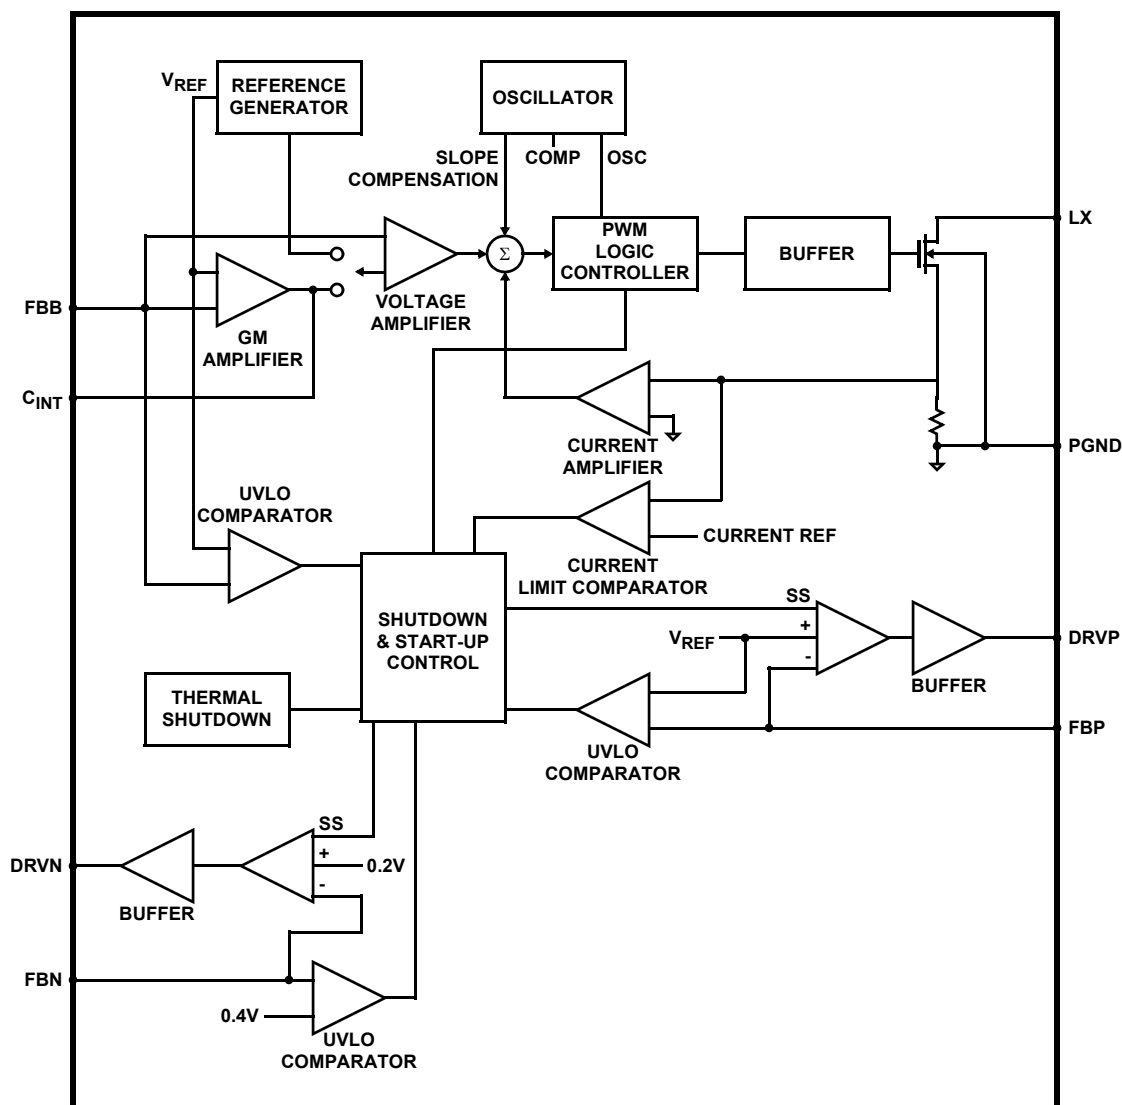 VREF
REFERENCE
GENERATOR
OSCILLATOR
SLOPE
COMPENSATION
COMP
OSC
LX
PWM
LOGIC
CONTROLLER
BUFFER
Σ
FBB
VOLTAGE
AMPLIFIER
GM
AMPLIFIER
CINT
CURRENT
AMPLIFIER
PGND
UVLO
COMPARATOR
CURRENT REF
CURRENT
LIMIT COMPARATOR
SS
SHUTDOWN
& START-UP
CONTROL
VREF
+
-
DRVP
BUFFER
THERMAL
SHUTDOWN
FBP
UVLO
COMPARATOR
SS
+
0.2V
-
DRVN
BUFFER
FBN
0.4V
UVLO
COMPARATOR